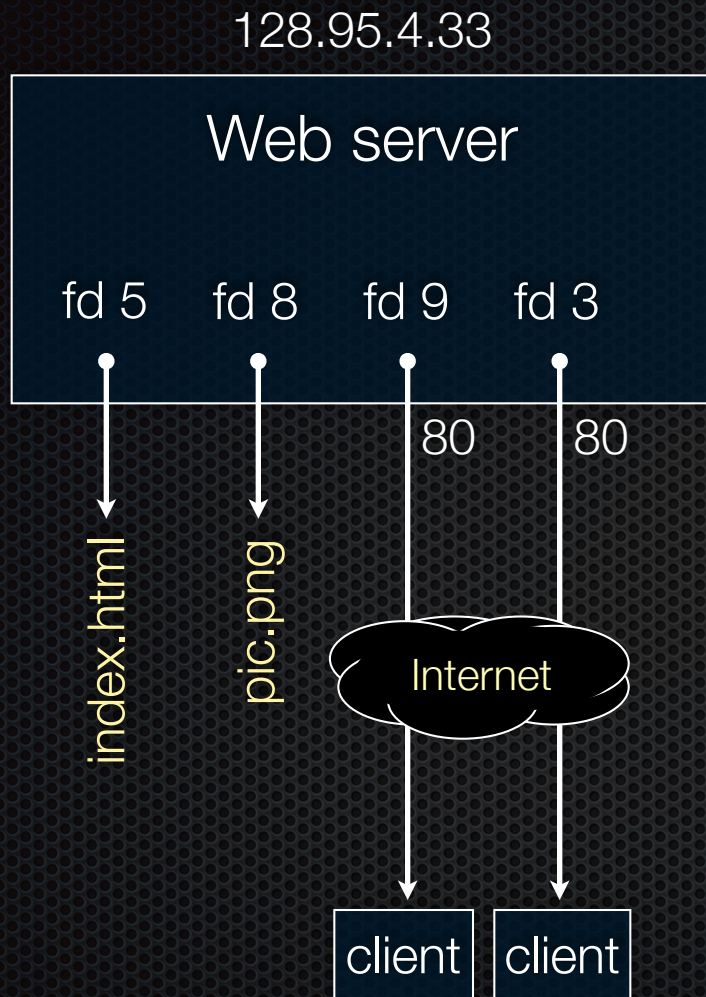 128.95.4.33
Web server
fd 5 fd 8 fd 9 fd 3
80 80
index.html
pic.png
Internet
client client